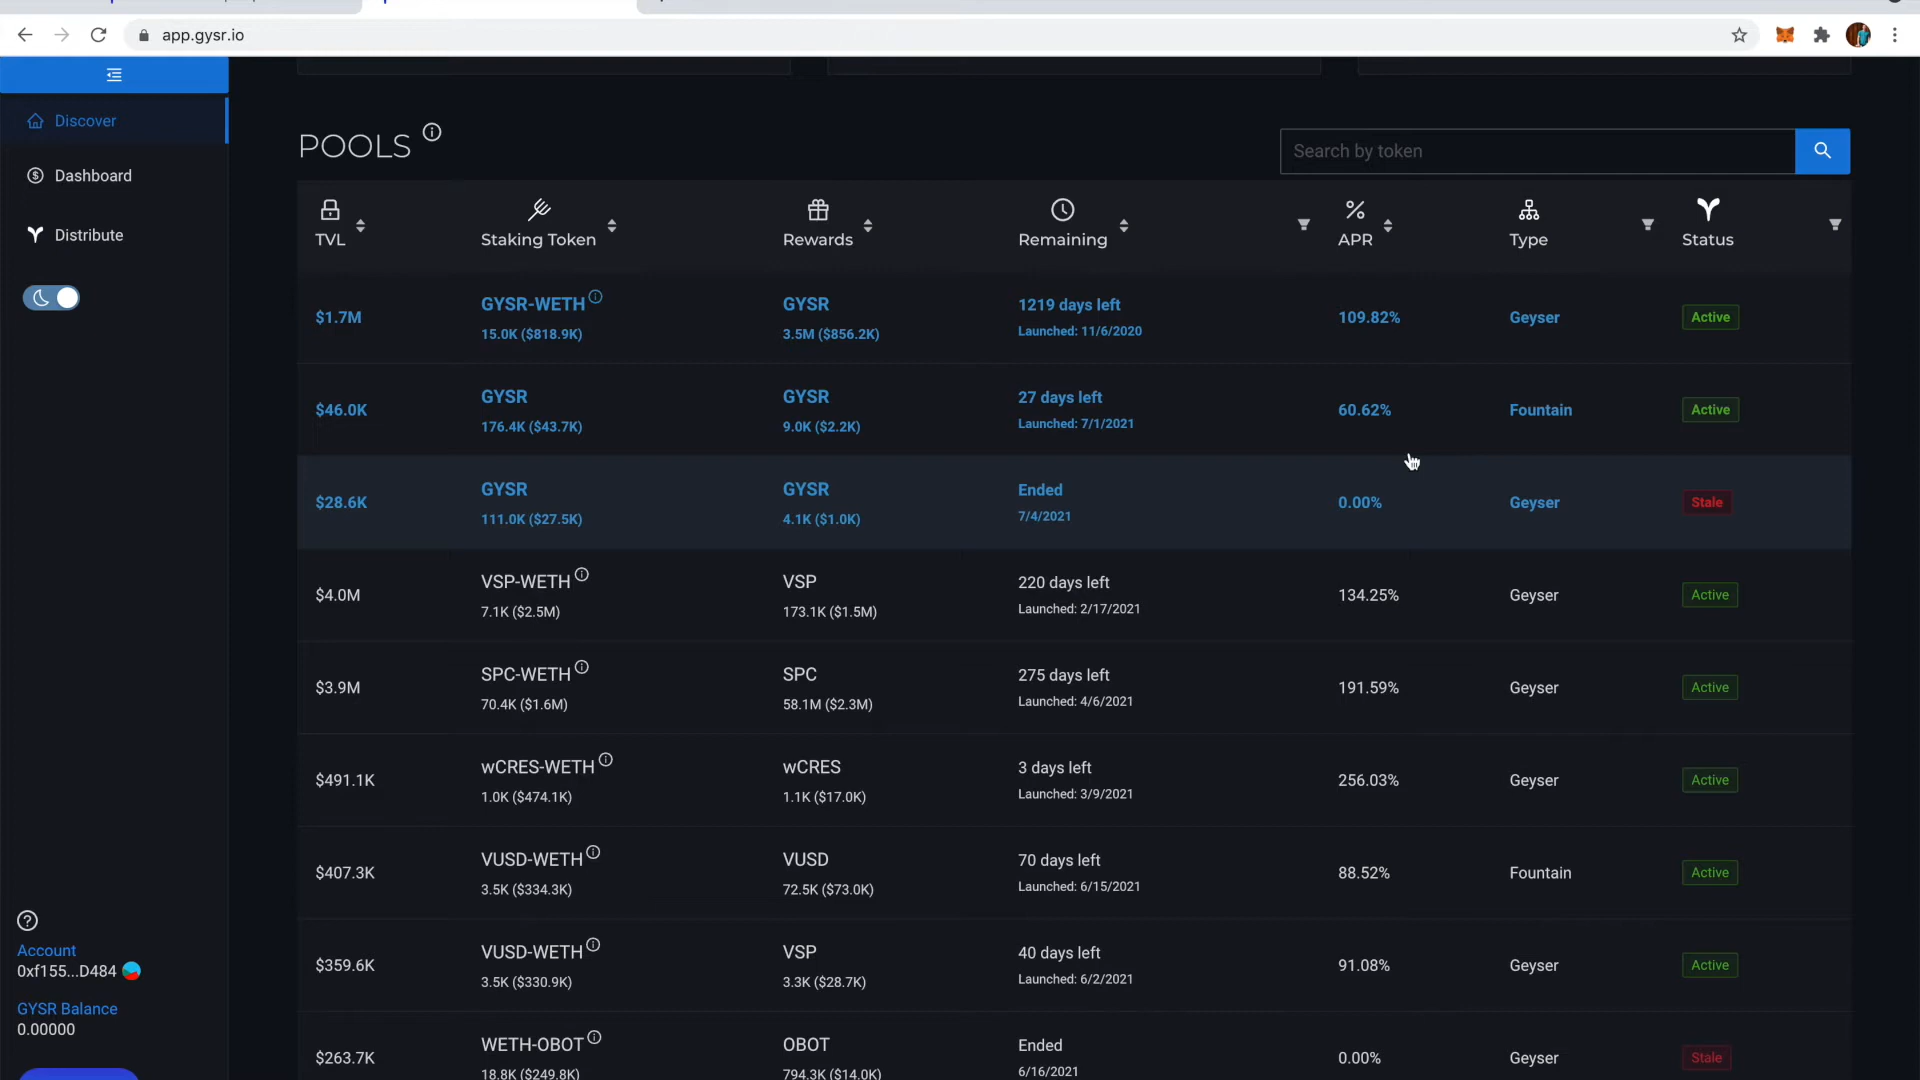 app.gysr.io
Discover
Dashboard
Distribute
POOLS
Search by token
TVL
Staking Token
Rewards
Remaining
APR
Type
Status
$1.7M
GYSR-WETH
15.0K ($818.9K)
GYSR
3.5M ($856.2K)
1219 days left
Launched: 11/6/2020
109.82%
Geyser
Active
$46.0K
GYSR
176.4K ($43.7K)
GYSR
9.0K ($2.2K)
27 days left
Launched: 7/1/2021
60.62%
Fountain
Active
$28.6K
GYSR
111.0K ($27.5K)
GYSR
4.1K ($1.0K)
Ended
7/4/2021
0.00%
Geyser
Stale
$4.0M
VSP-WETH
7.1K ($2.5M)
VSP
173.1K ($1.5M)
220 days left
Launched: 2/17/2021
134.25%
Geyser
Active
$3.9M
SPC-WETH
70.4K ($1.6M)
SPC
58.1M ($2.3M)
275 days left
Launched: 4/6/2021
191.59%
Geyser
Active
$491.1K
wCRES-WETH
1.0K ($474.1K)
wCRES
1.1K ($17.0K)
3 days left
Launched: 3/9/2021
256.03%
Geyser
Active
$407.3K
VUSD-WETH
3.5K ($334.3K)
VUSD
72.5K ($73.0K)
70 days left
Launched: 6/15/2021
88.52%
Fountain
Active
$359.6K
VUSD-WETH
3.5K ($330.9K)
VSP
3.3K ($28.7K)
40 days left
Launched: 6/2/2021
91.08%
Geyser
Active
$263.7K
WETH-OBOT
18.8K ($249.8K)
OBOT
794.3K ($14.0K)
Ended
6/16/2021
0.00%
Geyser
Stale
Account
0xf155...D484
GYSR Balance
0.00000